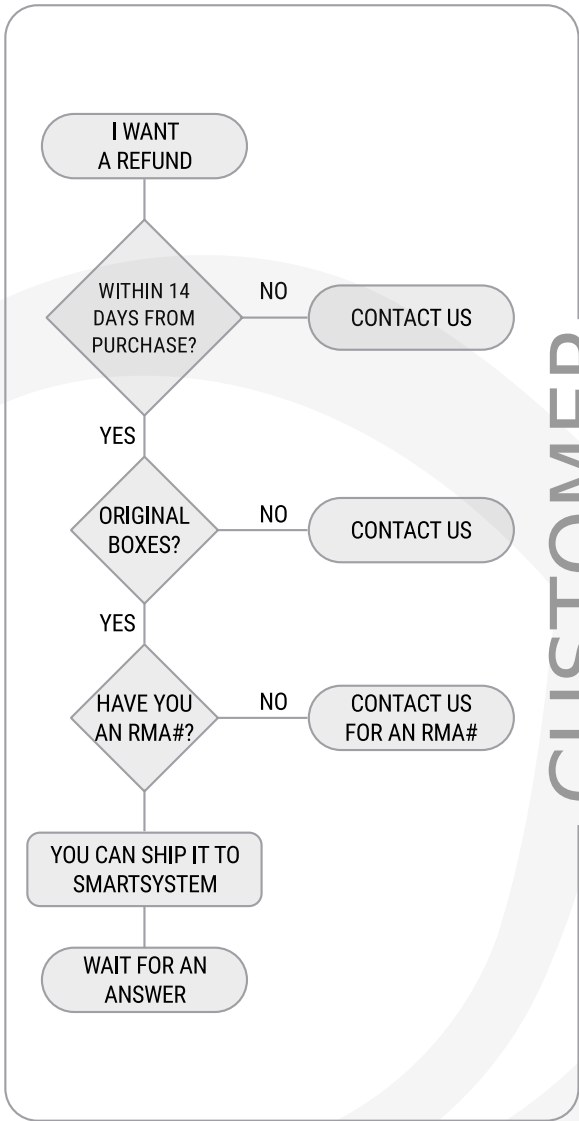 I WANT
A REFUND
WITHIN 14
DAYS FROM
PURCHASE?
NO
CONTACT US
YES
ORIGINAL
BOXES?
NO
CONTACT US
YES
HAVE YOU
AN RMA#?
NO
CONTACT US
FOR AN RMA#
YOU CAN SHIP IT TO
SMARTSYSTEM
WAIT FOR AN
ANSWER
CUSTOMER